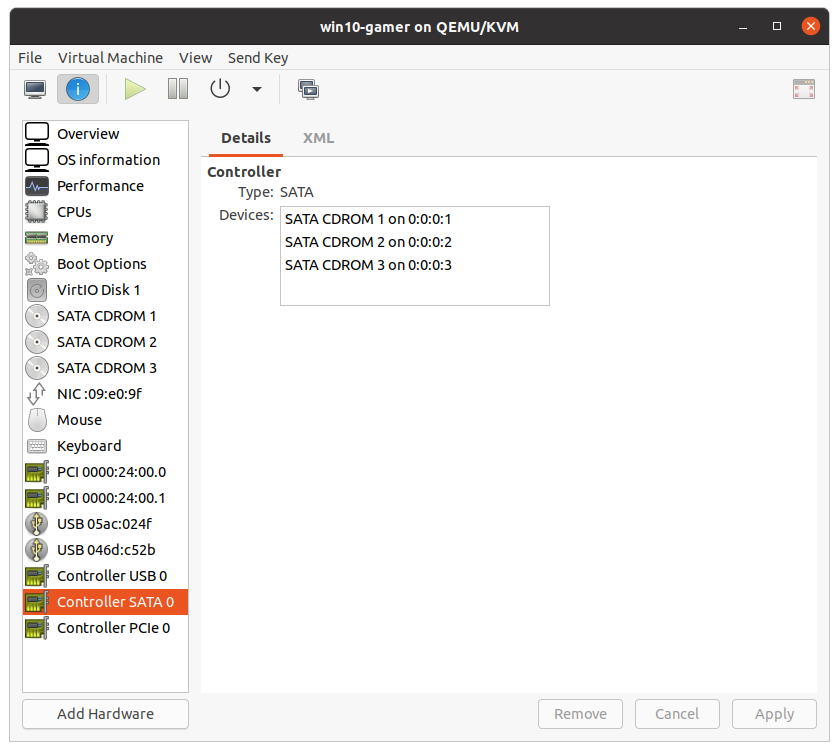 win10-gamer on QEMU/KVM
File Virtual Machine View Send Key
Overview
OS information
Performance
CPUs
Memory
Boot Options
VirtIO Disk 1
SATA CDROM 1
SATA CDROM 2
SATA CDROM 3
NIC :09:e0:9f
Mouse
Keyboard
PCI 0000:24:00.0
PCI 0000:24:00.1
USB 05ac:024f
USB 046d:c52b
Controller USB 0
Controller SATA 0
Controller PCIe 0
Add Hardware
Details XML
Controller
Type: SATA
Devices: SATA CDROM 1 on 0:0:0:1
SATA CDROM 2 on 0:0:0:2
SATA CDROM 3 on 0:0:0:3
Remove Cancel Apply